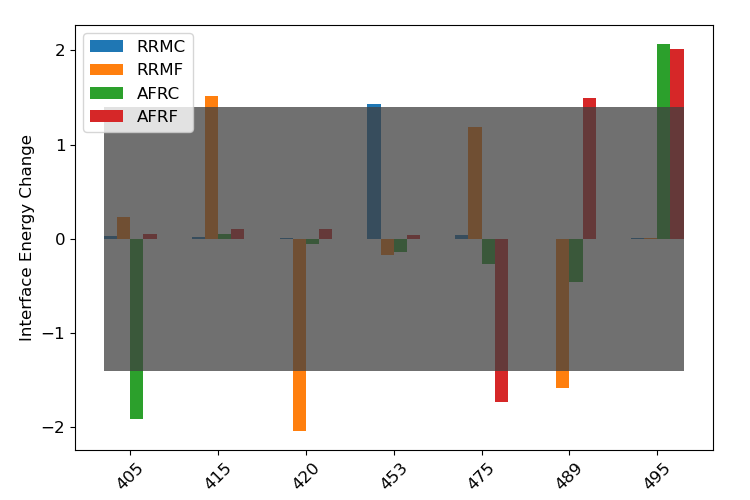 RRMC
RRMF
AFRC
AFRF
Interface Energy Change
2
1
0
−1
−2
405
415
420
453
475
489
495